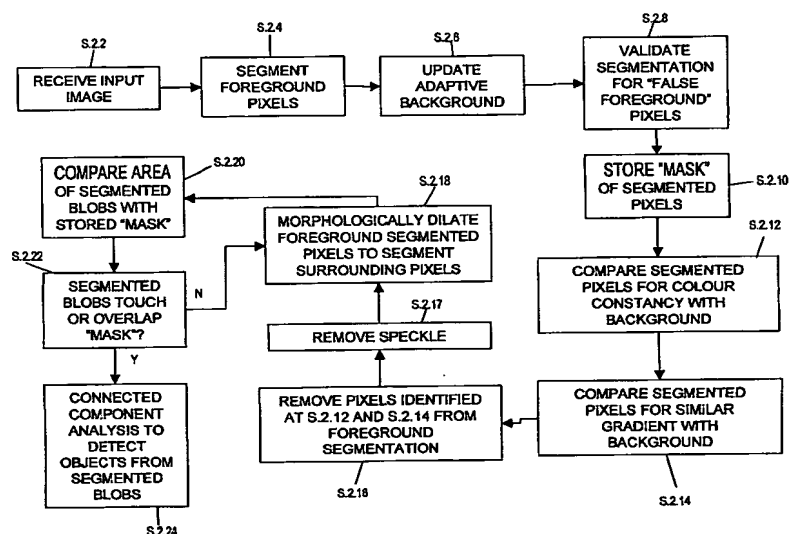 S.2.2
RECEIVE INPUT
IMAGE
S.2.4
SEGMENT
FOREGROUND
PIXELS
S.2.6
UPDATE
ADAPTIVE
BACKGROUND
S.2.8
VALIDATE
SEGMENTATION
FOR "FALSE
FOREGROUND"
PIXELS
STORE "MASK"
OF SEGMENTED
PIXELS
S.2.10
S.2.12
COMPARE SEGMENTED
PIXELS FOR COLOUR
CONSTANCY WITH
BACKGROUND
COMPARE SEGMENTED
PIXELS FOR SIMILAR
GRADIENT WITH
BACKGROUND
S.2.14
REMOVE PIXELS IDENTIFIED
AT S.2.12 AND S.2.14 FROM
FOREGROUND
SEGMENTATION
S.2.16
S.2.17
REMOVE SPECKLE
S.2.18
MORPHOLOGICALLY DILATE
FOREGROUND SEGMENTED
PIXELS TO SEGMENT
SURROUNDING PIXELS
S.2.20
COMPARE AREA
OF SEGMENTED
BLOBS WITH
STORED "MASK"
S.2.22
SEGMENTED
BLOBS TOUCH
OR OVERLAP
"MASK"?
N
Y
CONNECTED
COMPONENT
ANALYSIS TO
DETECT
OBJECTS FROM
SEGMENTED
BLOBS
S.2.24